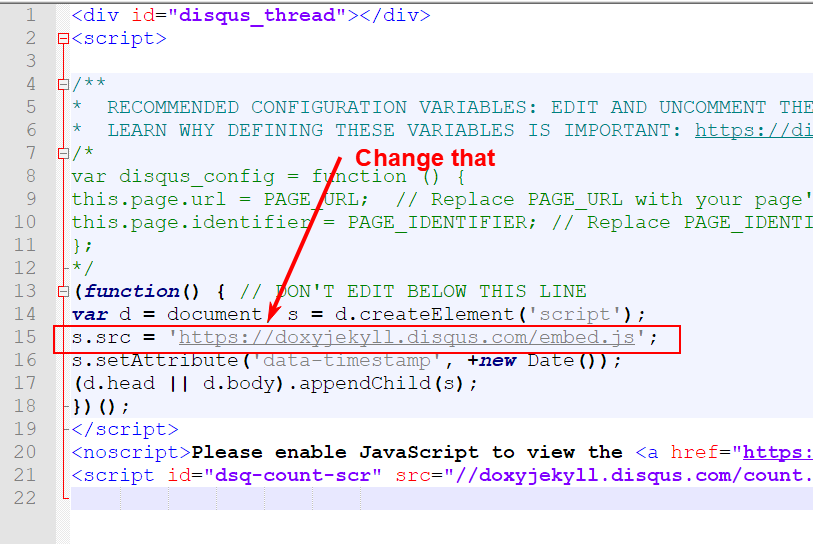 1 <div id="disqus_thread"></div>
2 <script>
3
4 /**
5 *  RECOMMENDED CONFIGURATION VARIABLES: EDIT AND UNCOMMENT THE
6 *  LEARN WHY DEFINING THESE VARIABLES IS IMPORTANT: https://di
7 /*
Change that
8 var disqus_config = function () {
9 this.page.url = PAGE_URL;  // Replace PAGE_URL with your page'
10 this.page.identifier = PAGE_IDENTIFIER; // Replace PAGE_IDENTI
11 };
12 */
13 (function() { // DON'T EDIT BELOW THIS LINE
14 var d = document, s = d.createElement('script');
15 s.src = 'https://doxyjekyll.disqus.com/embed.js';
16 s.setAttribute('data-timestamp', +new Date());
17 (d.head || d.body).appendChild(s);
18 })();
19 </script>
20 <noscript>Please enable JavaScript to view the <a href="https:
21 <script id="dsq-count-scr" src="//doxyjekyll.disqus.com/count.
22